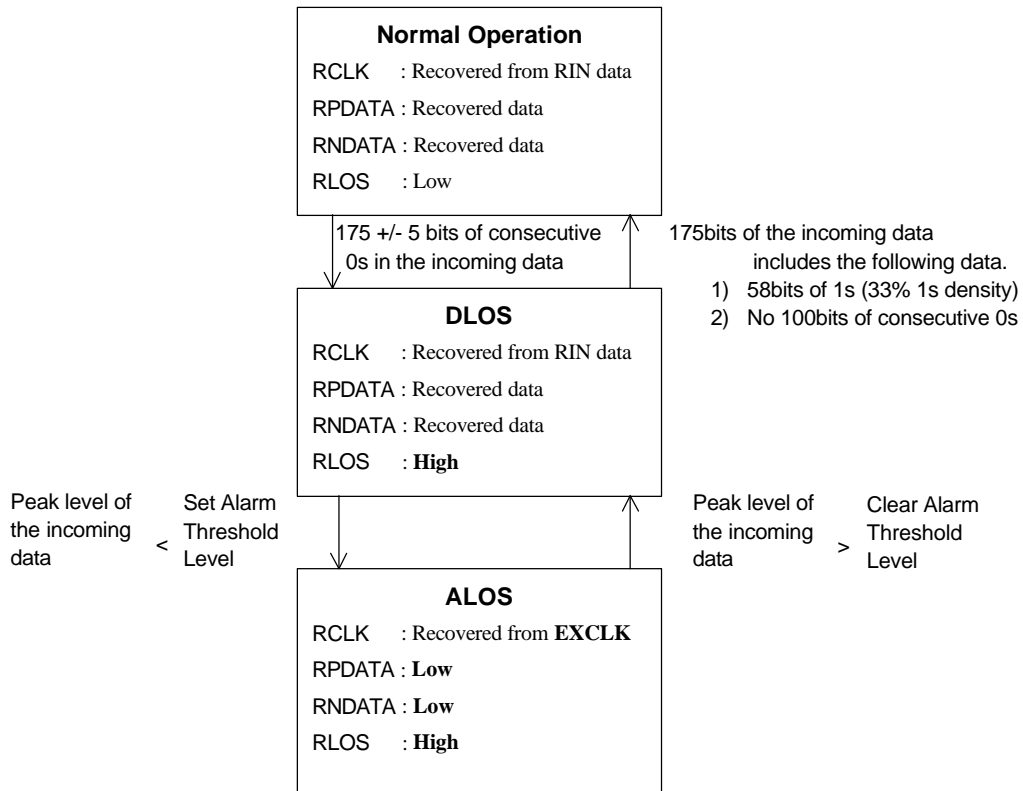 Normal Operation
RCLK : Recovered from RIN data
RPDATA : Recovered data
RNDATA : Recovered data
RLOS : Low
175 +/- 5 bits of consecutive
0s in the incoming data
175bits of the incoming data
includes the following data.
1) 58bits of 1s (33% 1s density)
2) No 100bits of consecutive 0s
DLOS
RCLK : Recovered from RIN data
RPDATA : Recovered data
RNDATA : Recovered data
RLOS : High
Peak level of
the incoming
data
<
Set Alarm
Threshold
Level
Peak level of
the incoming
data
>
Clear Alarm
Threshold
Level
ALOS
RCLK : Recovered from EXCLK
RPDATA : Low
RNDATA : Low
RLOS : High